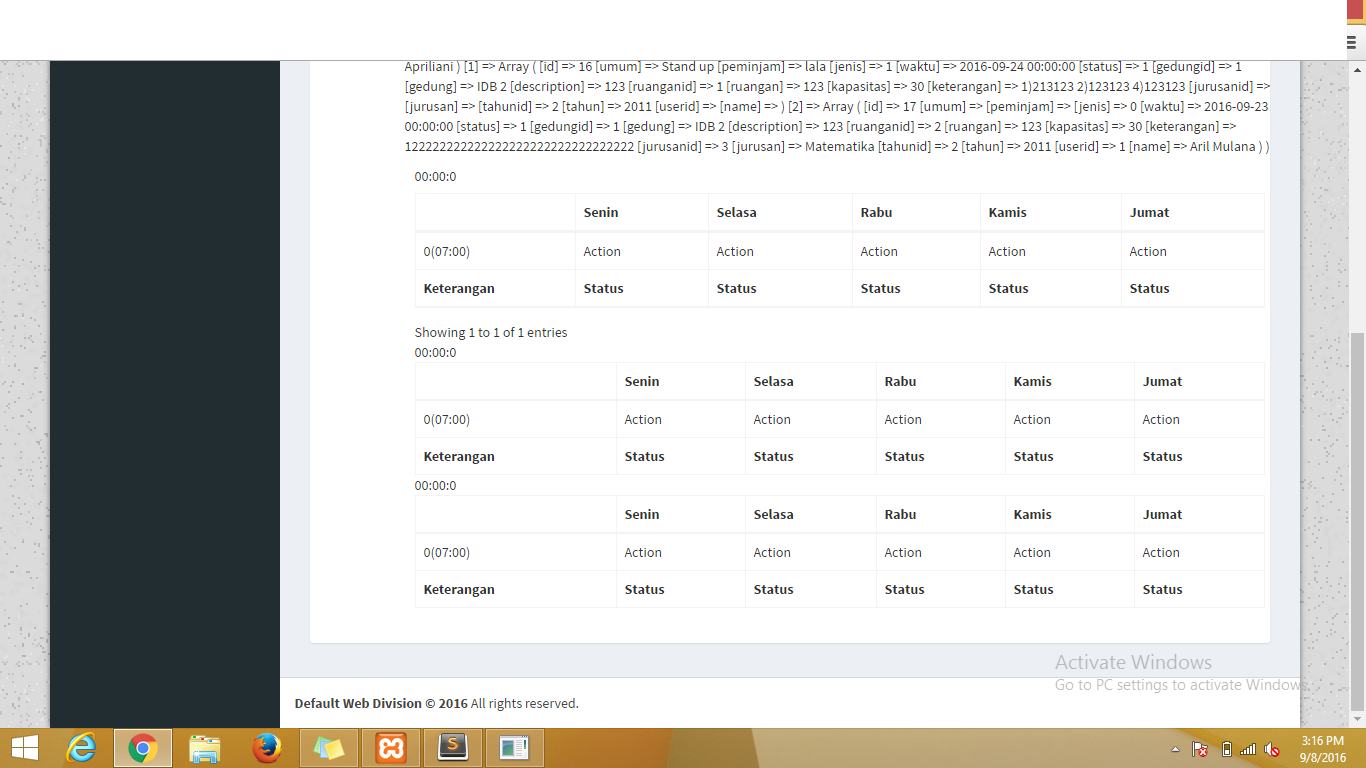 Apriliani ) [1] => Array ( [id] => 16 [umum] => Stand up [peminjam] => lala [jenis] => 1 [waktu] => 2016-09-24 00:00:00 [status] => 1 [gedungid] => 1
[gedung] => IDB 2 [description] => 123 [ruanganid] => 1 [ruangan] => 123 [kapasitas] => 30 [keterangan] => 1)213123 2)123123 4)123123 [jurusanid] =>
[jurusan] => [tahunid] => 2 [tahun] => 2011 [userid] => [name] => ) [2] => Array ( [id] => 17 [umum] => [peminjam] => [jenis] => 0 [waktu] => 2016-09-23
00:00:00 [status] => 1 [gedungid] => 1 [gedung] => IDB 2 [description] => 123 [ruanganid] => 2 [ruangan] => 123 [kapasitas] => 30 [keterangan] =>
[jurusanid] => 3 [jurusan] => Matematika [tahunid] => 2 [tahun] => 2011 [userid] => 1 [name] => Aril Mulana ) )
00:00:0
Senin Selasa Rabu Kamis Jumat
0(07:00) Action Action Action Action Action
Keterangan Status Status Status Status Status
Showing 1 to 1 of 1 entries
00:00:0
Senin Selasa Rabu Kamis Jumat
0(07:00) Action Action Action Action Action
Keterangan Status Status Status Status Status
00:00:0
Senin Selasa Rabu Kamis Jumat
0(07:00) Action Action Action Action Action
Keterangan Status Status Status Status Status
Activate Windows
Go to PC settings to activate Windows.
Default Web Division © 2016 All rights reserved.
3:16 PM
9/8/2016